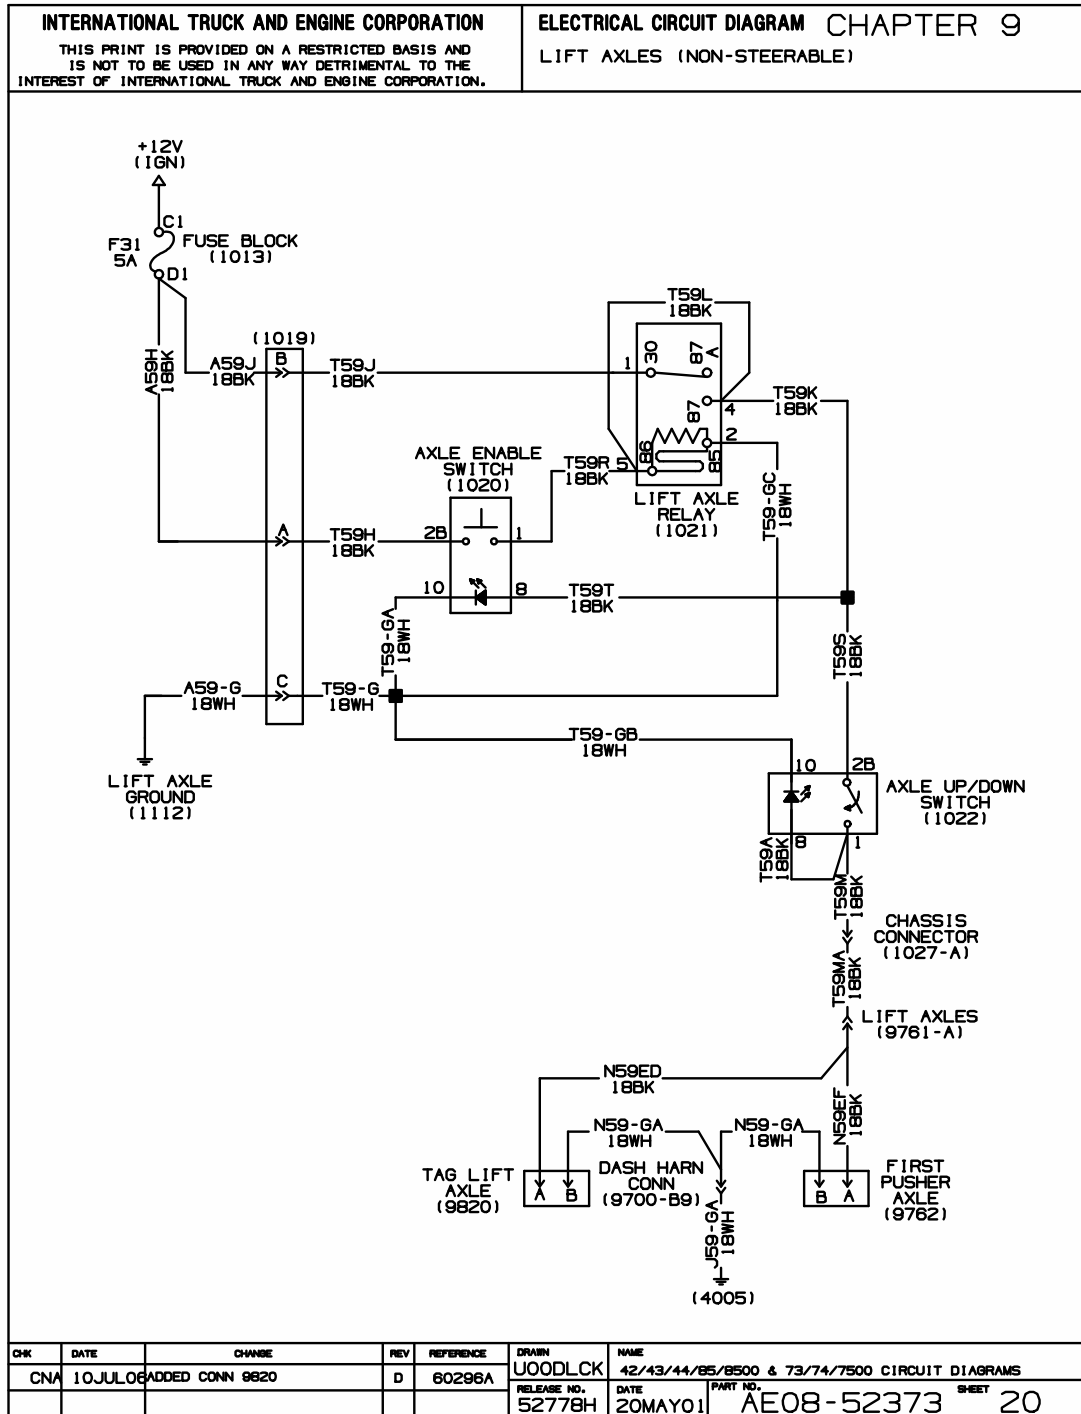 INTERNATIONAL TRUCK AND ENGINE CORPORATION
THIS PRINT IS PROVIDED ON A RESTRICTED BASIS AND
IS NOT TO BE USED IN ANY WAY DETRIMENTAL TO THE
INTEREST OF INTERNATIONAL TRUCK AND ENGINE CORPORATION.
ELECTRICAL CIRCUIT DIAGRAM CHAPTER 9
LIFT AXLES (NON-STEERABLE)
+12V
(IGN)
C1
F31
5A
FUSE BLOCK
(1013)
D1
A59H
18BK
A59J
18BK
(1019)
B
T59J
18BK
T59L
18BK
1
30
87
A
87
4
T59K
18BK
86
85
2
5
T59R
18BK
LIFT AXLE
RELAY
(1021)
T59-GC
18WH
AXLE ENABLE
SWITCH
(1020)
A
T59H
18BK
2B
1
10
8
T59T
18BK
T59-GA
18WH
T59S
18BK
A59-G
18WH
C
T59-G
18WH
T59-GB
18WH
LIFT AXLE
GROUND
(1112)
10
2B
AXLE UP/DOWN
SWITCH
(1022)
8
1
T59A
18BK
T59M
18BK
CHASSIS
CONNECTOR
(1027-A)
T59MA
18BK
LIFT AXLES
(9761-A)
N59ED
18BK
N59EF
18BK
N59-GA
18WH
N59-GA
18WH
TAG LIFT
AXLE
(9820)
A B
DASH HARN
CONN
(9700-B9)
B A
FIRST
PUSHER
AXLE
(9762)
J59-GA
18WH
(4005)
CHK DATE CHANGE REV REFERENCE
CNA 10JUL06 ADDED CONN 9820 D 60296A
DRAWN
UOODLCK
NAME
42/43/44/85/8500 & 73/74/7500 CIRCUIT DIAGRAMS
RELEASE NO.
52778H
DATE
20MAY01
PART NO.
AE08-52373
SHEET
20